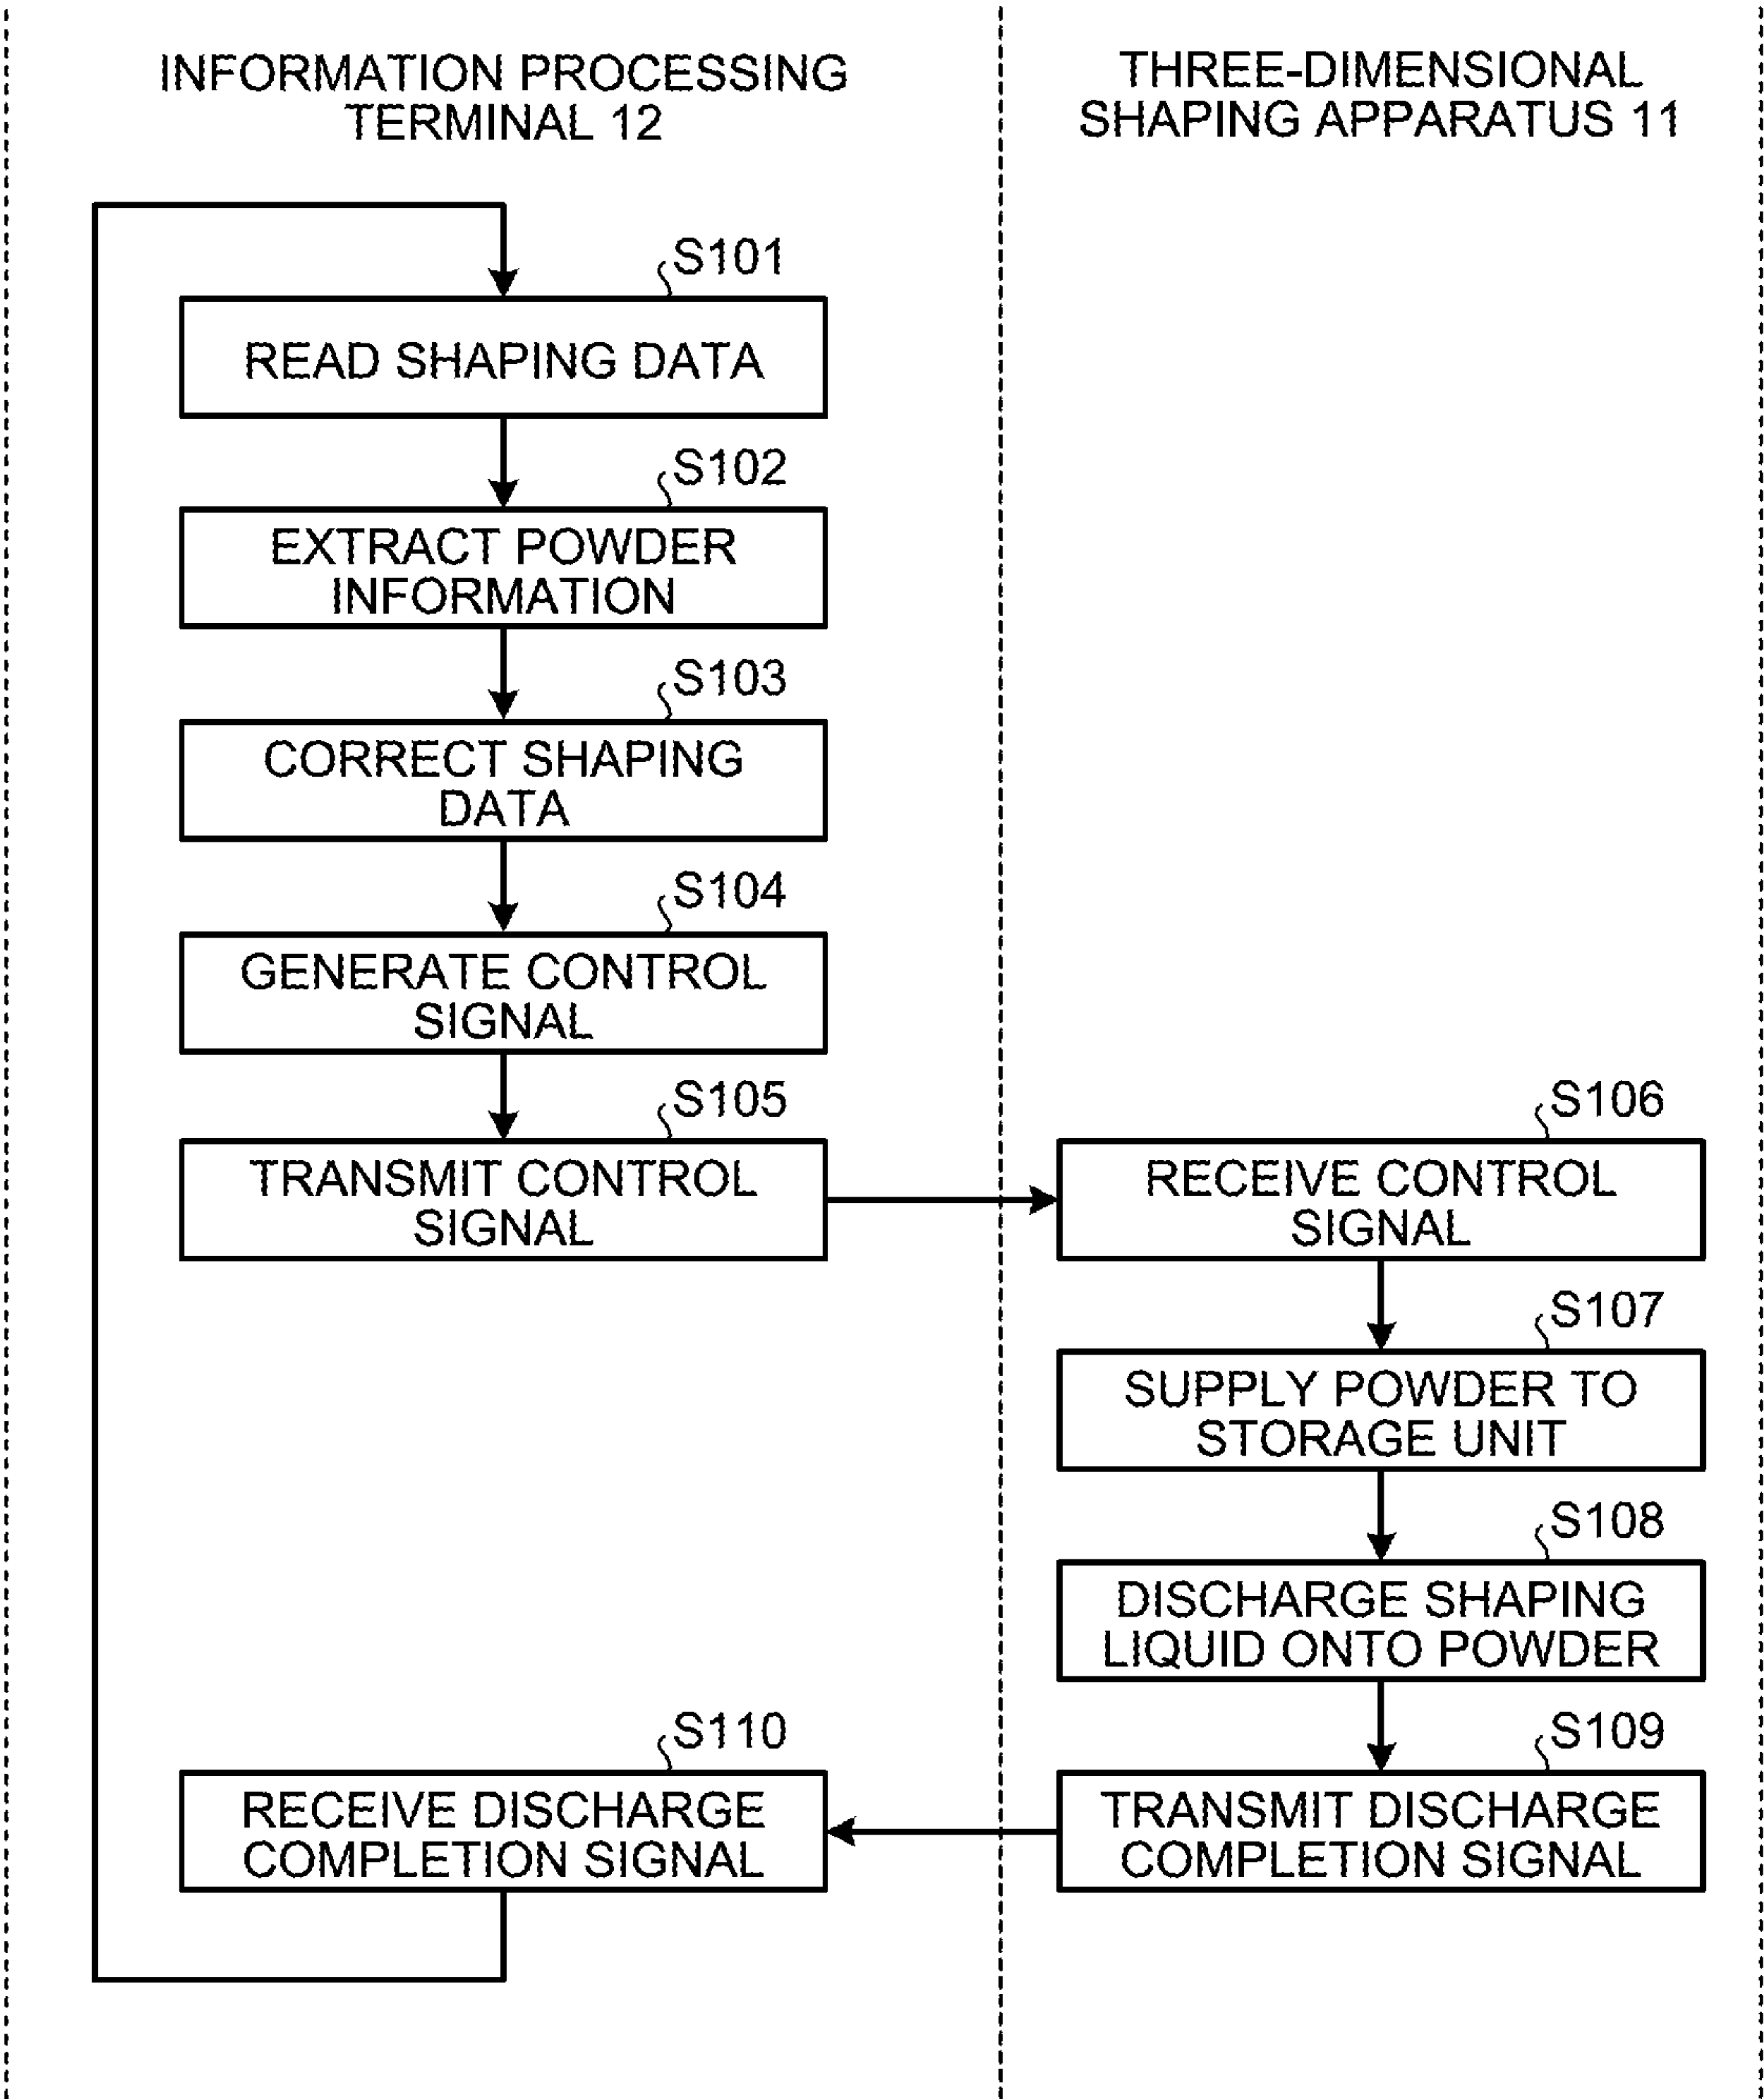 INFORMATION PROCESSING
TERMINAL 12
THREE-DIMENSIONAL
SHAPING APPARATUS 11
S101
READ SHAPING DATA
S102
EXTRACT POWDER
INFORMATION
S103
CORRECT SHAPING
DATA
S104
GENERATE CONTROL
SIGNAL
S105
TRANSMIT CONTROL
SIGNAL
S106
RECEIVE CONTROL
SIGNAL
S107
SUPPLY POWDER TO
STORAGE UNIT
S108
DISCHARGE SHAPING
LIQUID ONTO POWDER
S109
TRANSMIT DISCHARGE
COMPLETION SIGNAL
S110
RECEIVE DISCHARGE
COMPLETION SIGNAL